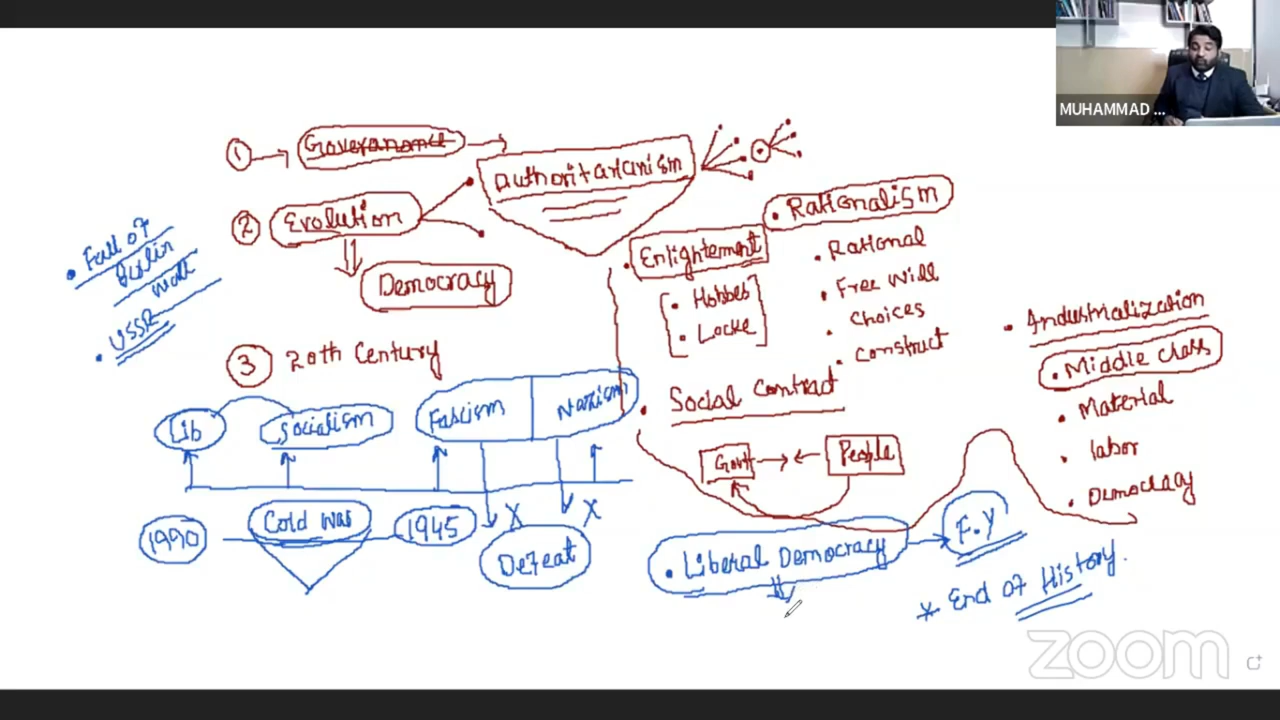 MUHAMMAD ...
① Goveranance
authoritarianism
② Evolution
Democracy
• Rationalism
• Rational
• Free Will
• Choices
• Construct
• Enlightement
• Hobbes
• Locke
• Social Contract
Govt
People
• Industrialization
• Middle class
• Material
• labor
• Democracy
• Fall of
Berlin
wall
• USSR
③ 20th Century
Lib
Socialism
Fascism
Nazism
1990
Cold war
1945
X
X
Defeat
• Liberal Democracy
F.Y
* End of History.
zoom